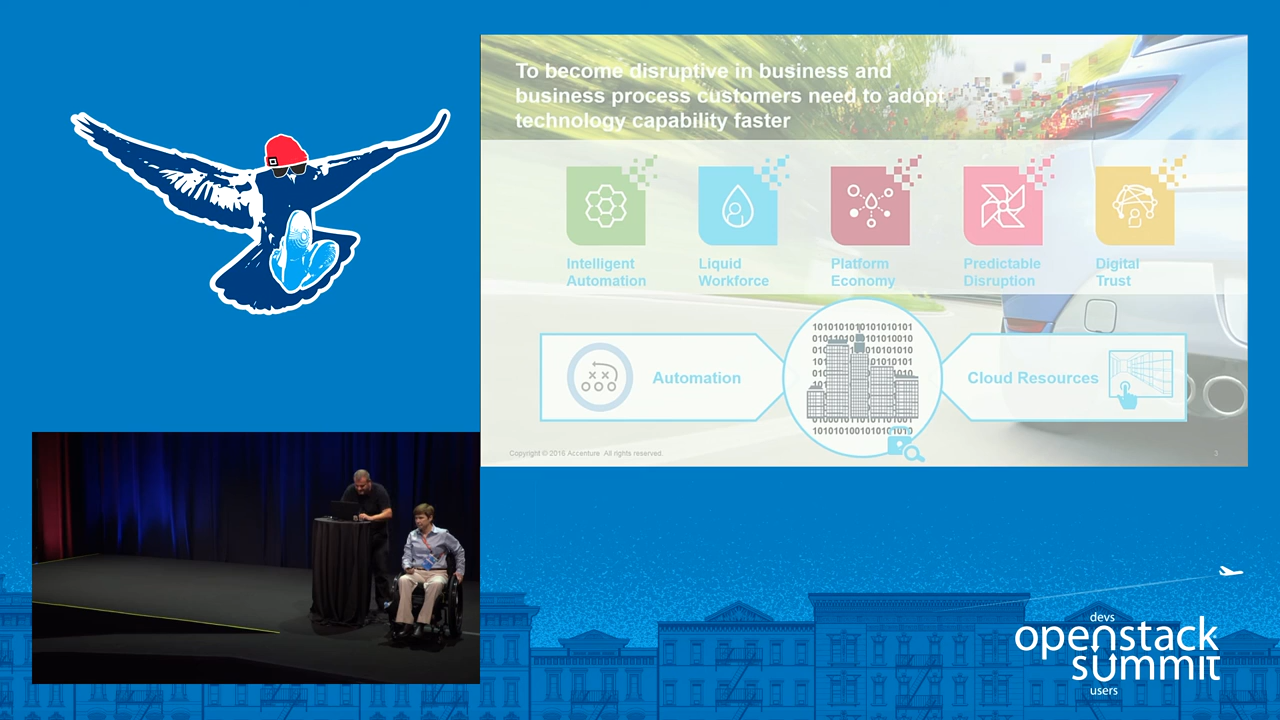 To become disruptive in business and
business process customers need to adopt
technology capability faster
Intelligent
Automation
Liquid
Workforce
Platform
Economy
Predictable
Disruption
Digital
Trust
Automation
Cloud Resources
Copyright © 2016 Accenture All rights reserved.
3
devs
openstack
summit
users